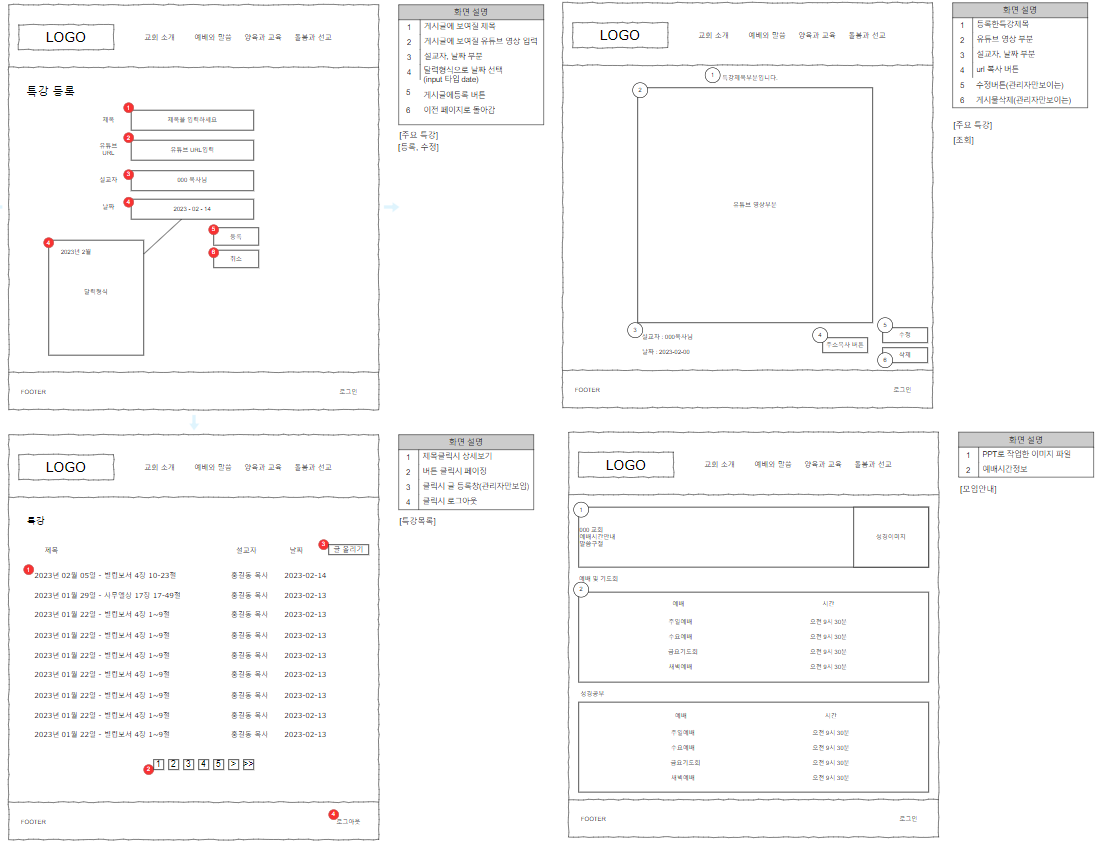 LOGO
교회 소개 예배와 말씀 양육과 교육 돌봄과 선교
특강 등록
1
제목 제목을 입력하세요
2
유튜브
URL 유튜브 URL입력
3
설교자 000 목사님
4
날짜 2023 - 02 - 14
5
등록
6
취소
4
2023년 2월
달력형식
FOOTER 로그인
화면 설명
1 게시글에 보여질 제목
2 게시글에 보여질 유튜브 영상 입력
3 설교자, 날짜 부분
4 달력형식으로 날짜 선택
(input 타입 date)
5 게시글에등록 버튼
6 이전 페이지로 돌아감
[주요 특강]
[등록, 수정]
LOGO
교회 소개 예배와 말씀 양육과 교육 돌봄과 선교
1 특강제목부분입니다.
2
유튜브 영상부분
3
설교자 : 000목사님
날짜 : 2023-02-00
4
주소복사 버튼
5
수정
6
삭제
FOOTER 로그인
화면 설명
1 등록한특강제목
2 유튜브 영상 부분
3 설교자, 날짜 부분
4 url 복사 버튼
5 수정버튼(관리자만보이는)
6 게시물삭제(관리자만보이는)
[주요 특강]
[조회]
LOGO
교회 소개 예배와 말씀 양육과 교육 돌봄과 선교
특강
제목 설교자 날짜 3 글 올리기
1
2023년 02월 05일 - 빌립보서 4장 10-23절 홍길동 목사 2023-02-14
2023년 01월 29일 - 사무엘상 17장 17-49절 홍길동 목사 2023-02-13
2023년 01월 22일 - 빌립보서 4장 1~9절 홍길동 목사 2023-02-13
2023년 01월 22일 - 빌립보서 4장 1~9절 홍길동 목사 2023-02-13
2023년 01월 22일 - 빌립보서 4장 1~9절 홍길동 목사 2023-02-13
2023년 01월 22일 - 빌립보서 4장 1~9절 홍길동 목사 2023-02-13
2023년 01월 22일 - 빌립보서 4장 1~9절 홍길동 목사 2023-02-13
2023년 01월 22일 - 빌립보서 4장 1~9절 홍길동 목사 2023-02-13
2023년 01월 22일 - 빌립보서 4장 1~9절 홍길동 목사 2023-02-13
2 1 2 3 4 5 > >>
4
FOOTER 로그아웃
화면 설명
1 제목클릭시 상세보기
2 버튼 클릭시 페이징
3 클릭시 글 등록창(관리자만보임)
4 클릭시 로그아웃
[특강목록]
LOGO
교회 소개 예배와 말씀 양육과 교육 돌봄과 선교
1
000 교회
예배시간안내
말씀구절
성경이미지
예배 및 기도회
2
예배 시간
주일예배 오전 9시 30분
수요예배 오전 9시 30분
금요기도회 오전 9시 30분
새벽예배 오전 9시 30분
성경공부
예배 시간
주일예배 오전 9시 30분
수요예배 오전 9시 30분
금요기도회 오전 9시 30분
새벽예배 오전 9시 30분
FOOTER 로그인
화면 설명
1 PPT로 작업한 이미지 파일
2 예배시간정보
[모임안내]